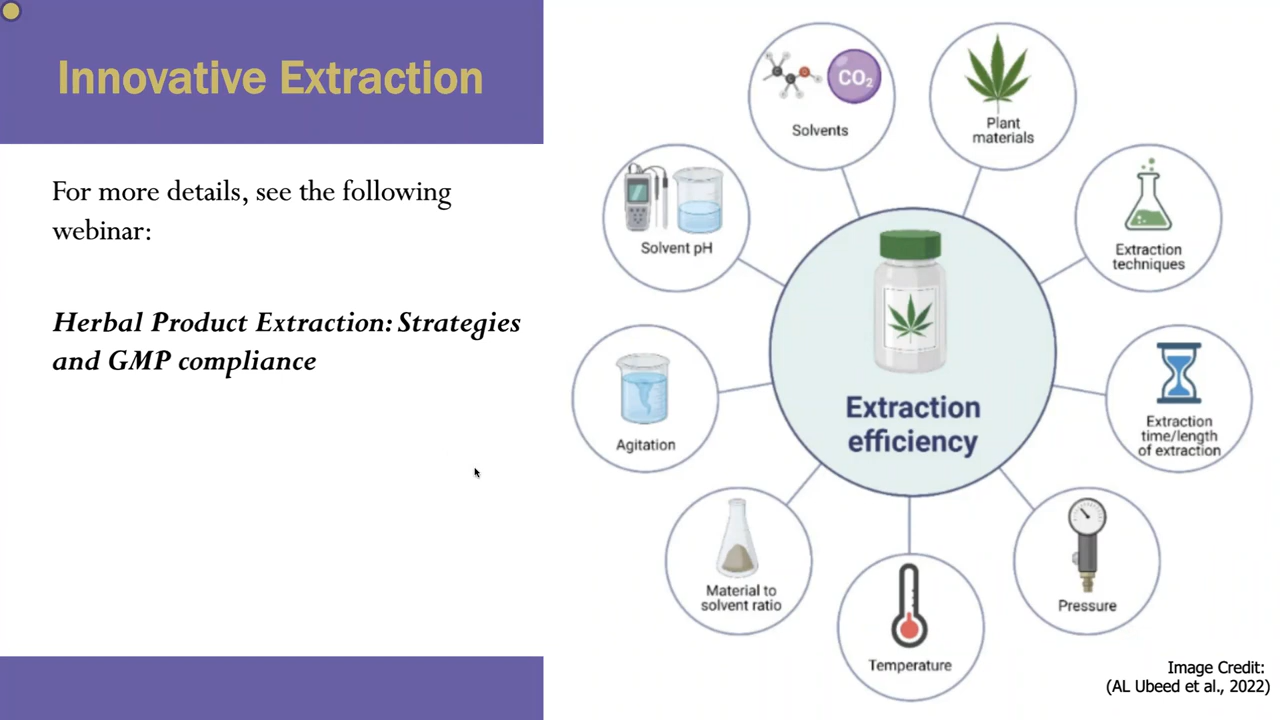 Innovative Extraction
For more details, see the following
webinar:
Herbal Product Extraction: Strategies
and GMP compliance
CO₂
Solvents
Plant
materials
Extraction
techniques
Extraction
time/length
of extraction
Pressure
Temperature
Material to
solvent ratio
Agitation
Solvent pH
Extraction
efficiency
Image Credit:
(AL Ubeed et al., 2022)